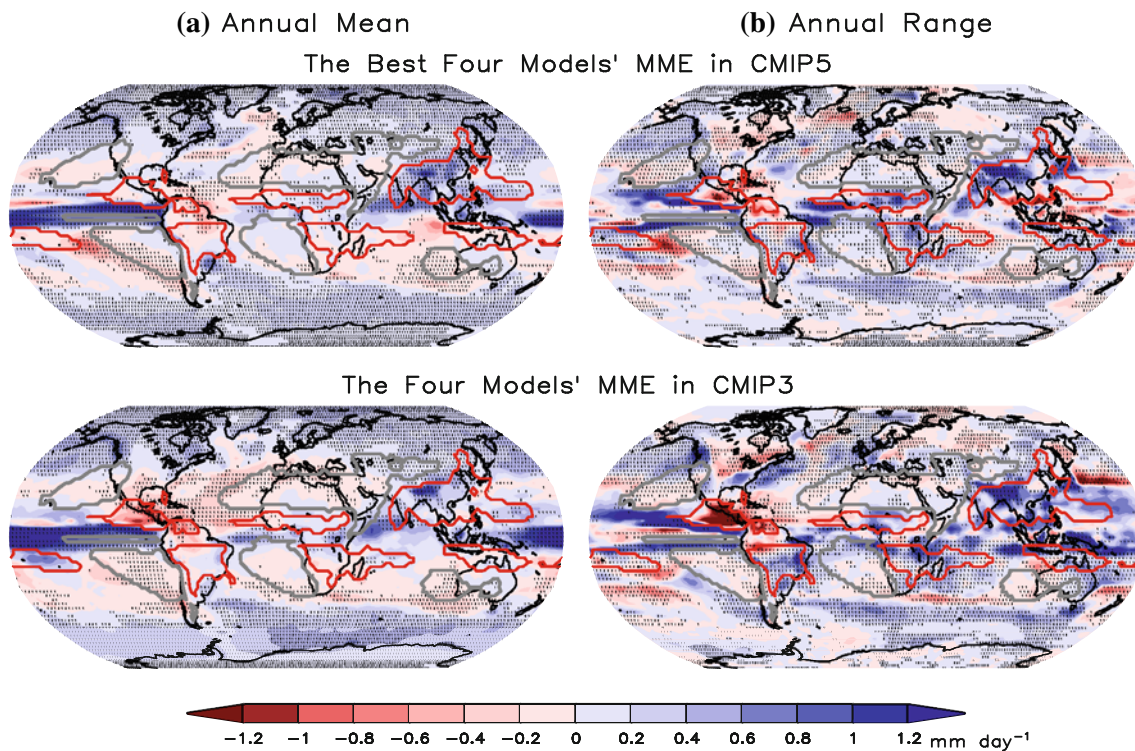 (a) Annual Mean (b) Annual Range
The Best Four Models' MME in CMIP5
The Four Models' MME in CMIP3
-1.2 -1 -0.8 -0.6 -0.4 -0.2 0 0.2 0.4 0.6 0.8 1 1.2 mm day⁻¹